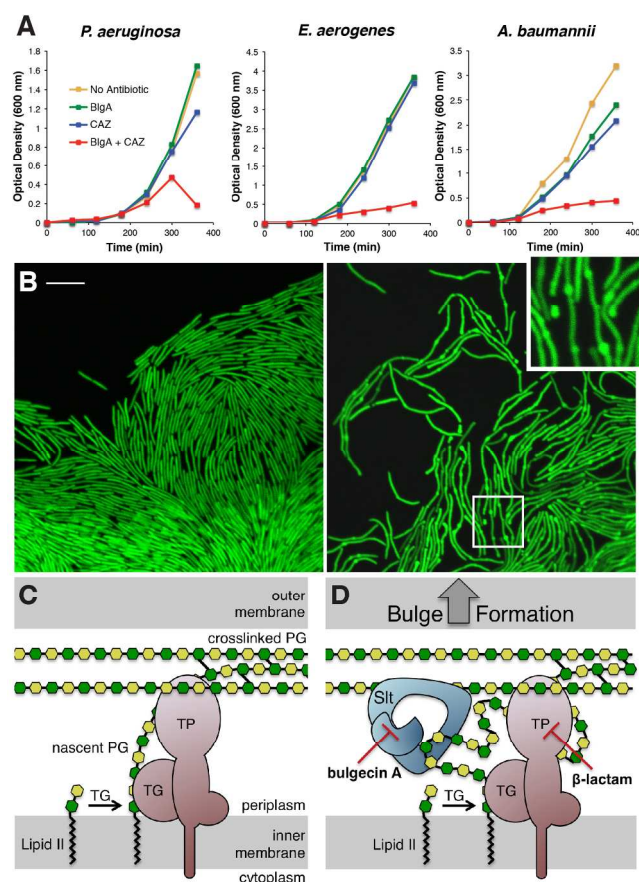 A
P. aeruginosa
E. aerogenes
A. baumannii
Optical Density (600 nm)
1.8
1.6
1.4
1.2
1
0.8
0.6
0.4
0.2
0
No Antibiotic
BlgA
CAZ
BlgA + CAZ
0 100 200 300 400
Time (min)
Optical Density (600 nm)
4.5
4
3.5
3
2.5
2
1.5
1
0.5
0
0 100 200 300 400
Time (min)
Optical Density (600 nm)
3.5
3
2.5
2
1.5
1
0.5
0
0 100 200 300 400
Time (min)
B
C
outer
membrane
crosslinked PG
TP
nascent PG
TG
TG
periplasm
Lipid II
inner
membrane
cytoplasm
D
Bulge Formation
Slt
TP
bulgecin A
β-lactam
TG
TG
Lipid II